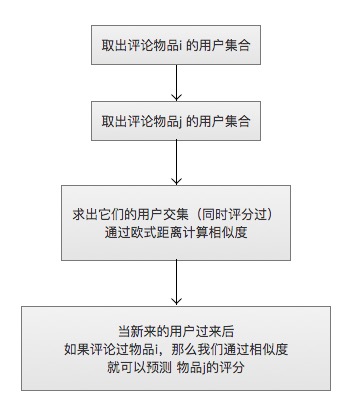 取出评论物品i 的用户集合
取出评论物品j 的用户集合
求出它们的用户交集（同时评分过）
通过欧式距离计算相似度
当新来的用户过来后
如果评论过物品i，那么我们通过相似度
就可以预测 物品j的评分